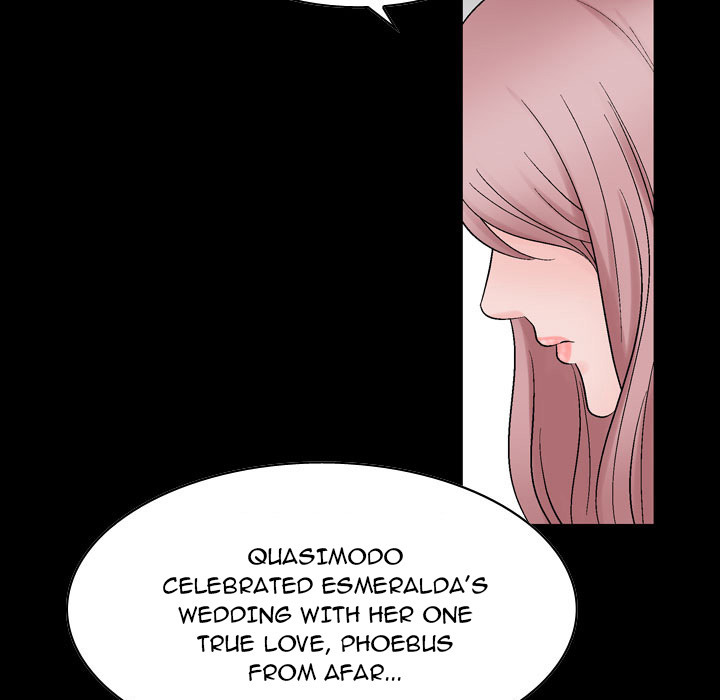 QUASIMODO
CELEBRATED ESMERALDA'S
WEDDING WITH HER ONE
TRUE LOVE, PHOEBUS
FROM AFAR...